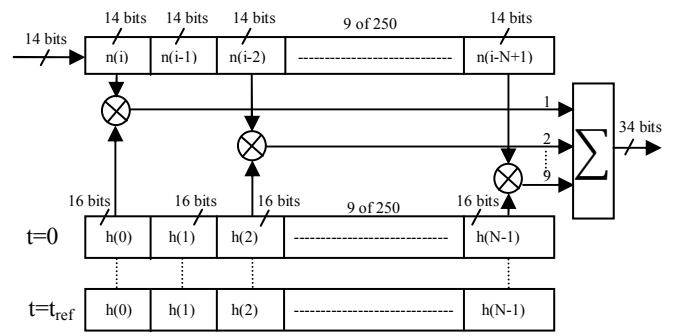 14 bits 14 bits 14 bits 9 of 250 14 bits
14 bits
n(i) n(i-1) n(i-2) n(i-N+1)
1
2
9
Σ
34 bits
16 bits 16 bits 16 bits 9 of 250 16 bits
t=0 h(0) h(1) h(2) h(N-1)
t=tref h(0) h(1) h(2) h(N-1)